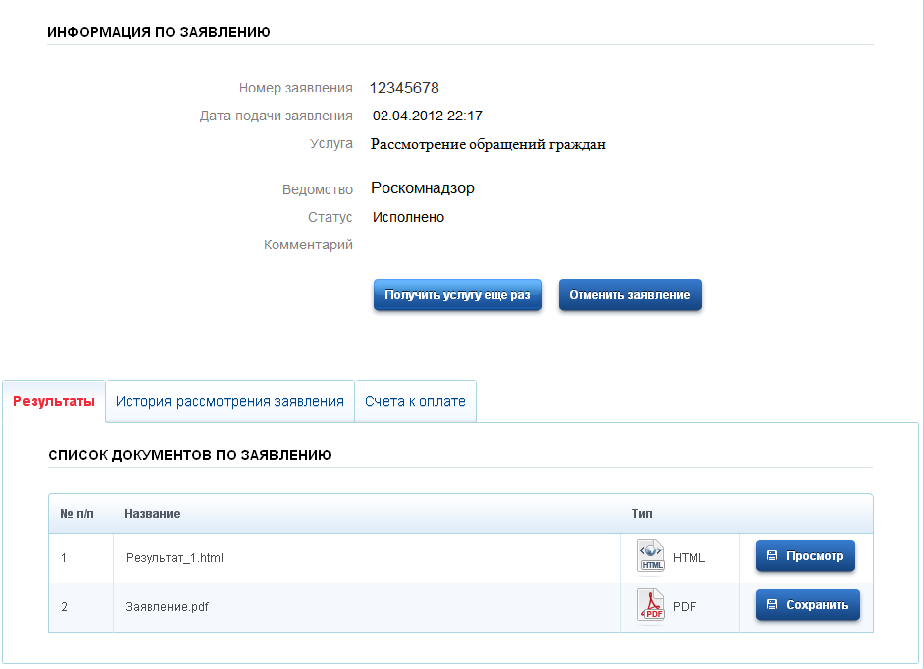 ИНФОРМАЦИЯ ПО ЗАЯВЛЕНИЮ
Номер заявления 12345678
Дата подачи заявления 02.04.2012 22:17
Услуга Рассмотрение обращений граждан
Ведомство Роскомнадзор
Статус Исполнено
Комментарий
Получить услугу еще раз Отменить заявление
Результаты История рассмотрения заявления Счета к оплате
СПИСОК ДОКУМЕНТОВ ПО ЗАЯВЛЕНИЮ
№ п/п Название Тип
1 Результат_1.html HTML HTML Просмотр
2 Заявление.pdf PDF PDF Сохранить